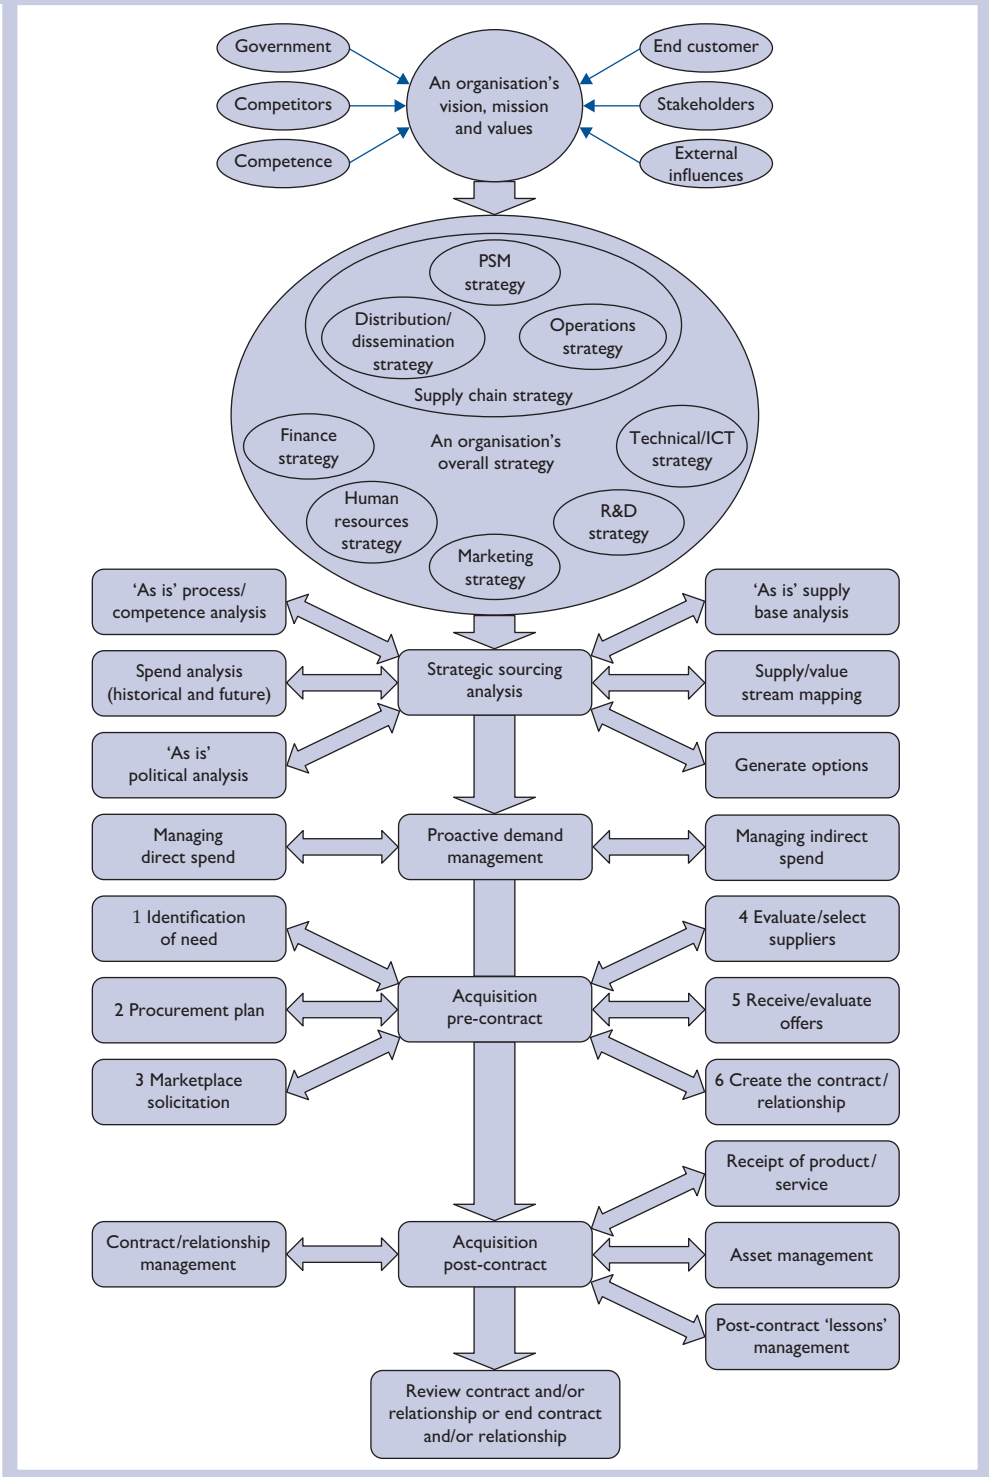 Government
Competitors
Competence
An organisation’s
vision, mission
and values
End customer
Stakeholders
External
influences
PSM
strategy
Distribution/
dissemination
strategy
Operations
strategy
Supply chain strategy
Finance
strategy
An organisation’s
overall strategy
Technical/ICT
strategy
Human
resources
strategy
R&D
strategy
Marketing
strategy
‘As is’ process/
competence analysis
‘As is’ supply
base analysis
Spend analysis
(historical and future)
Strategic sourcing
analysis
Supply/value
stream mapping
‘As is’
political analysis
Generate options
Managing
direct spend
Proactive demand
management
Managing indirect
spend
1 Identification
of need
4 Evaluate/select
suppliers
2 Procurement plan
Acquisition
pre-contract
5 Receive/evaluate
offers
3 Marketplace
solicitation
6 Create the contract/
relationship
Receipt of product/
service
Contract/relationship
management
Acquisition
post-contract
Asset management
Post-contract ‘lessons’
management
Review contract and/or
relationship or end contract
and/or relationship